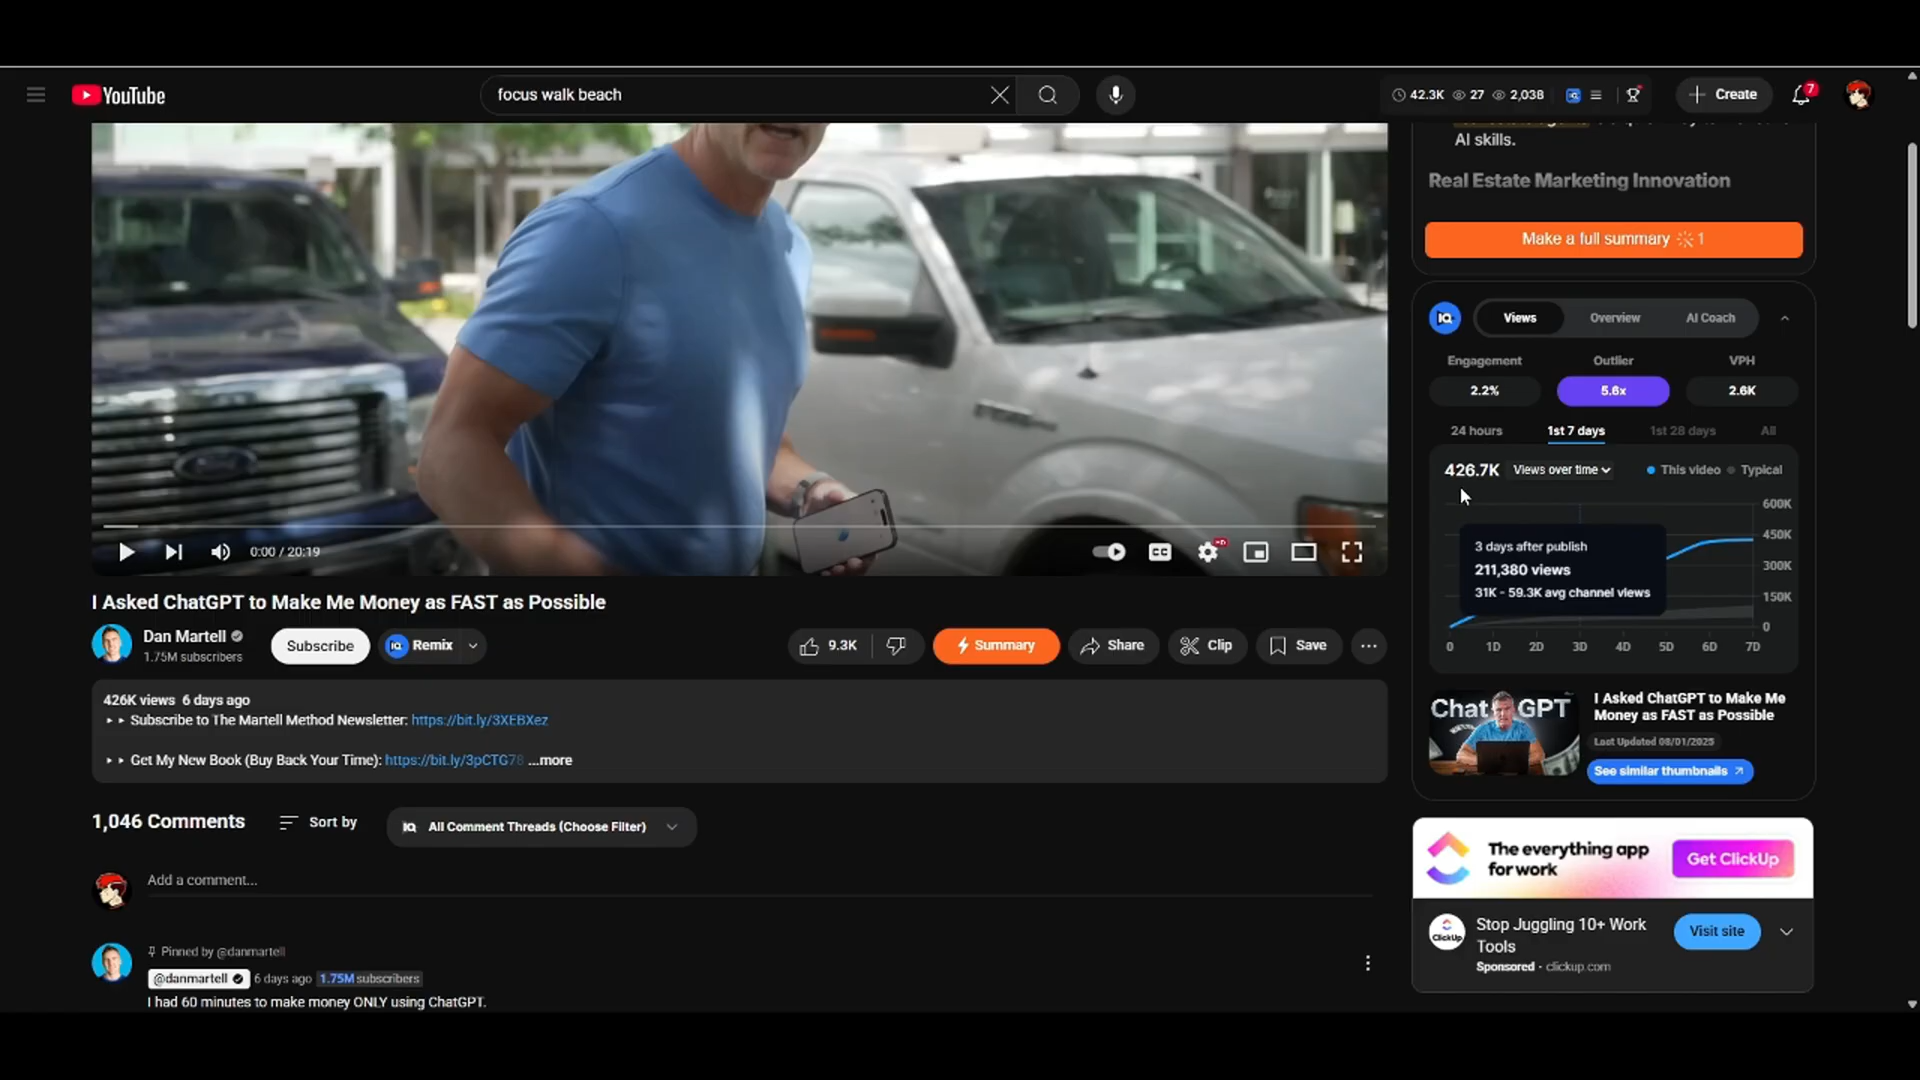 YouTube
focus walk beach
42.3K 27 2,038
Create
7
AI skills.
Real Estate Marketing Innovation
Make a full summary 1
IQ Views Overview AI Coach
Engagement Outlier VPH
2.2% 5.6x 2.6K
24 hours 1st 7 days 1st 28 days All
426.7K Views over time This video Typical
600K
450K
300K
150K
0
3 days after publish
211,380 views
31K - 59.3K avg channel views
0 1D 2D 3D 4D 5D 6D 7D
0:00 / 20:19
CC
HD
I Asked ChatGPT to Make Me Money as FAST as Possible
Dan Martell
1.75M subscribers
Subscribe
IQ Remix
9.3K
Summary
Share
Clip
Save
426K views 6 days ago
Subscribe to The Martell Method Newsletter: https://bit.ly/3XEBXez
Get My New Book (Buy Back Your Time): https://bit.ly/3pCTG78 ...more
ChatGPT
I Asked ChatGPT to Make Me
Money as FAST as Possible
Last Updated 08/01/2025
See similar thumbnails
1,046 Comments
Sort by
IQ All Comment Threads (Choose Filter)
Add a comment...
The everything app
for work
Get ClickUp
ClickUp
Stop Juggling 10+ Work
Tools
Sponsored · clickup.com
Visit site
Pinned by @danmartell
@danmartell 6 days ago 1.75M subscribers
I had 60 minutes to make money ONLY using ChatGPT.